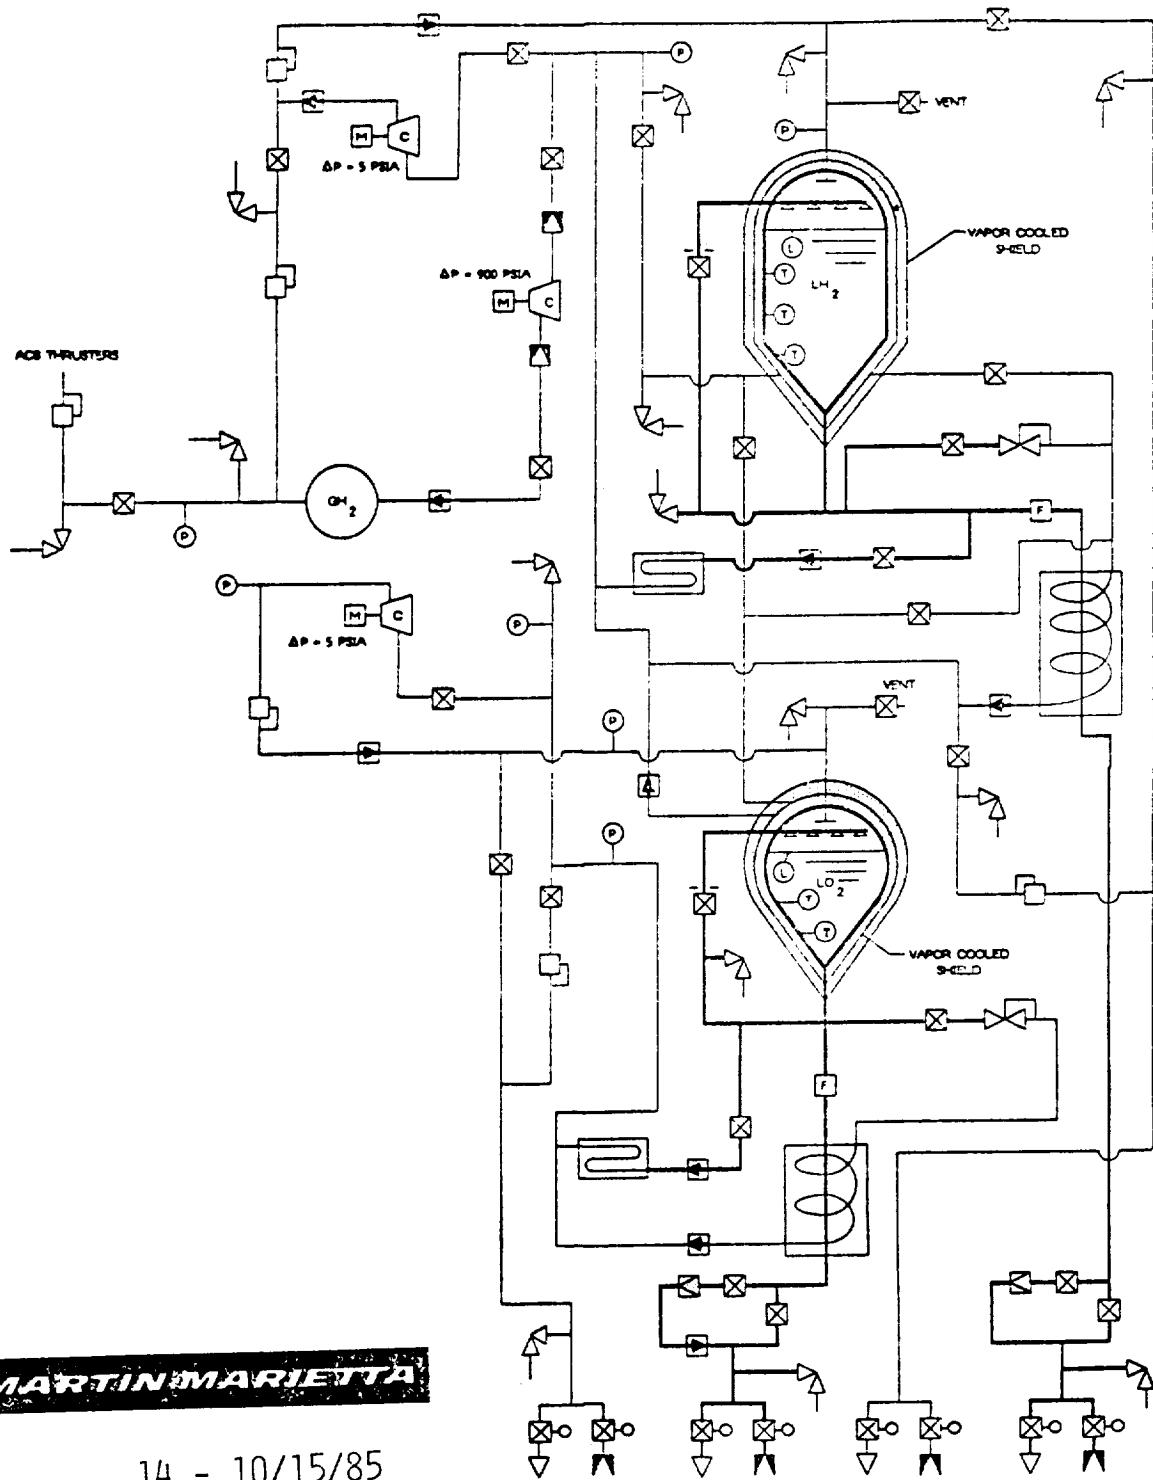 P
VENT
M
C
ΔP = 5 PSIA
P
VAPOR COOLED
SHIELD
L
T
LH2
T
T
ΔP = 900 PSIA
M
C
ACS THRUSTERS
GH2
P
F
P
M
C
ΔP = 5 PSIA
P
VENT
P
P
L
LO2
T
T
VAPOR COOLED
SHIELD
F
MARTIN MARIETTA
14 - 10/15/85